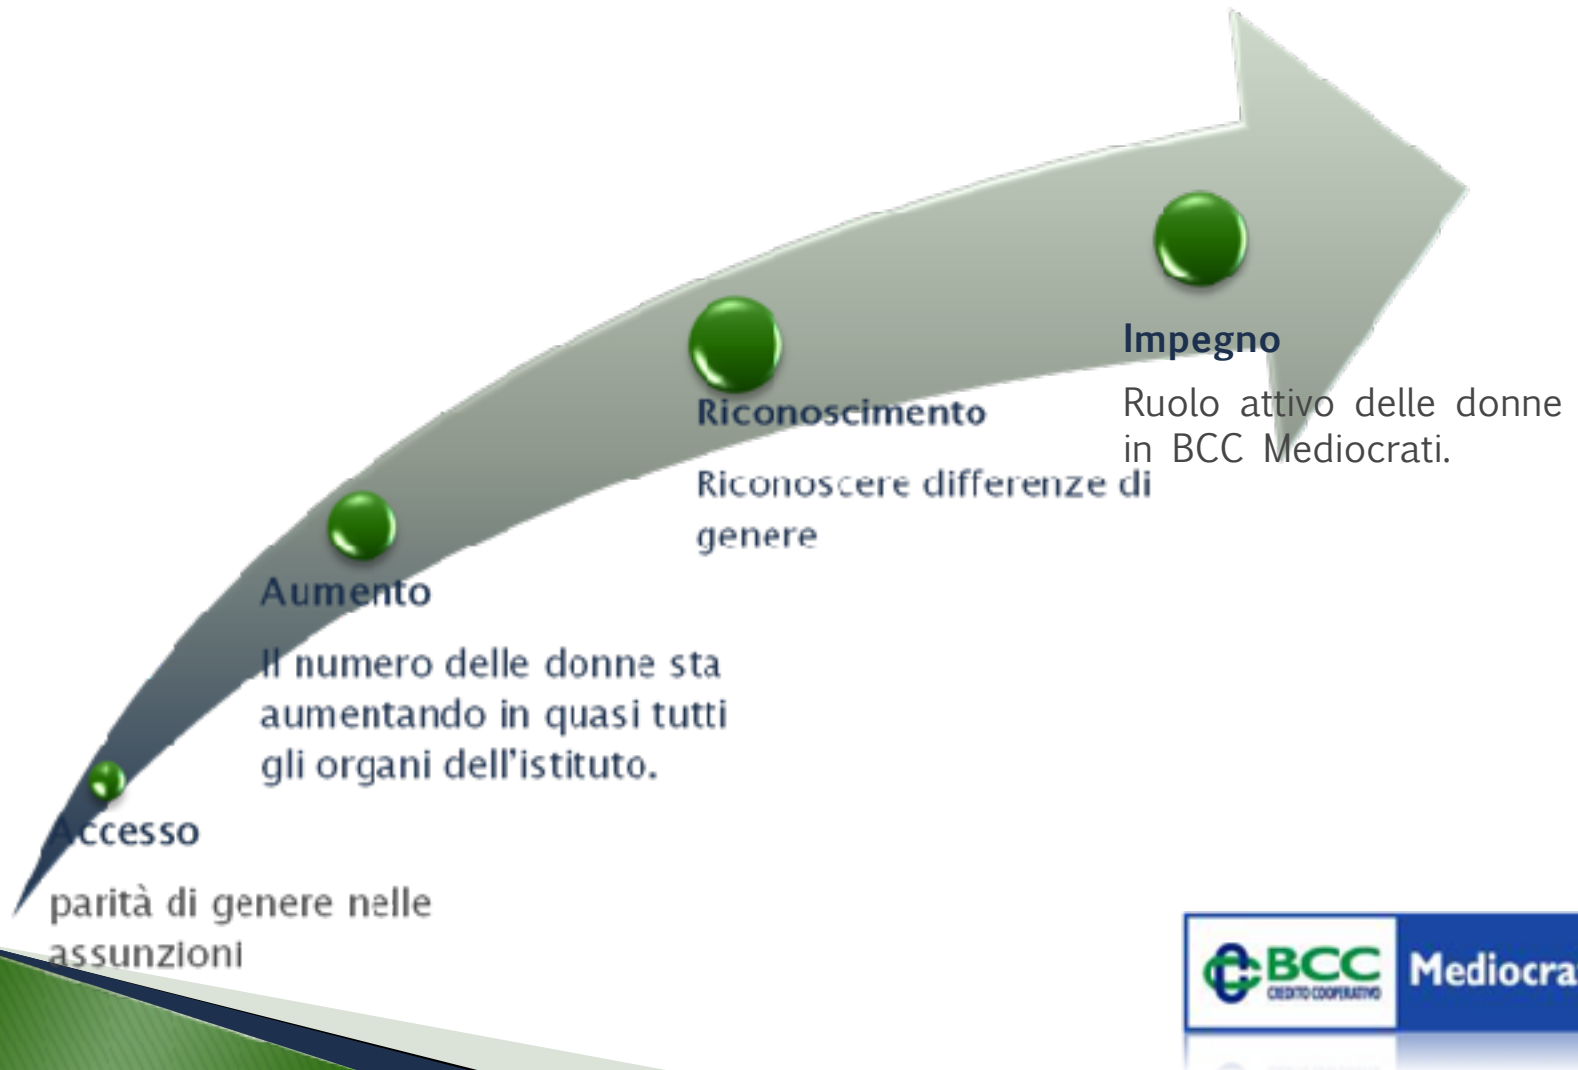 Impegno
Ruolo attivo delle donne
in BCC Mediocrati.
Riconoscimento
Riconoscere differenze di
genere
Aumento
Il numero delle donne sta
aumentando in quasi tutti
gli organi dell'istituto.
Accesso
parità di genere nelle
assunzioni
BCC
CREDITO COOPERATIVO
Mediocra